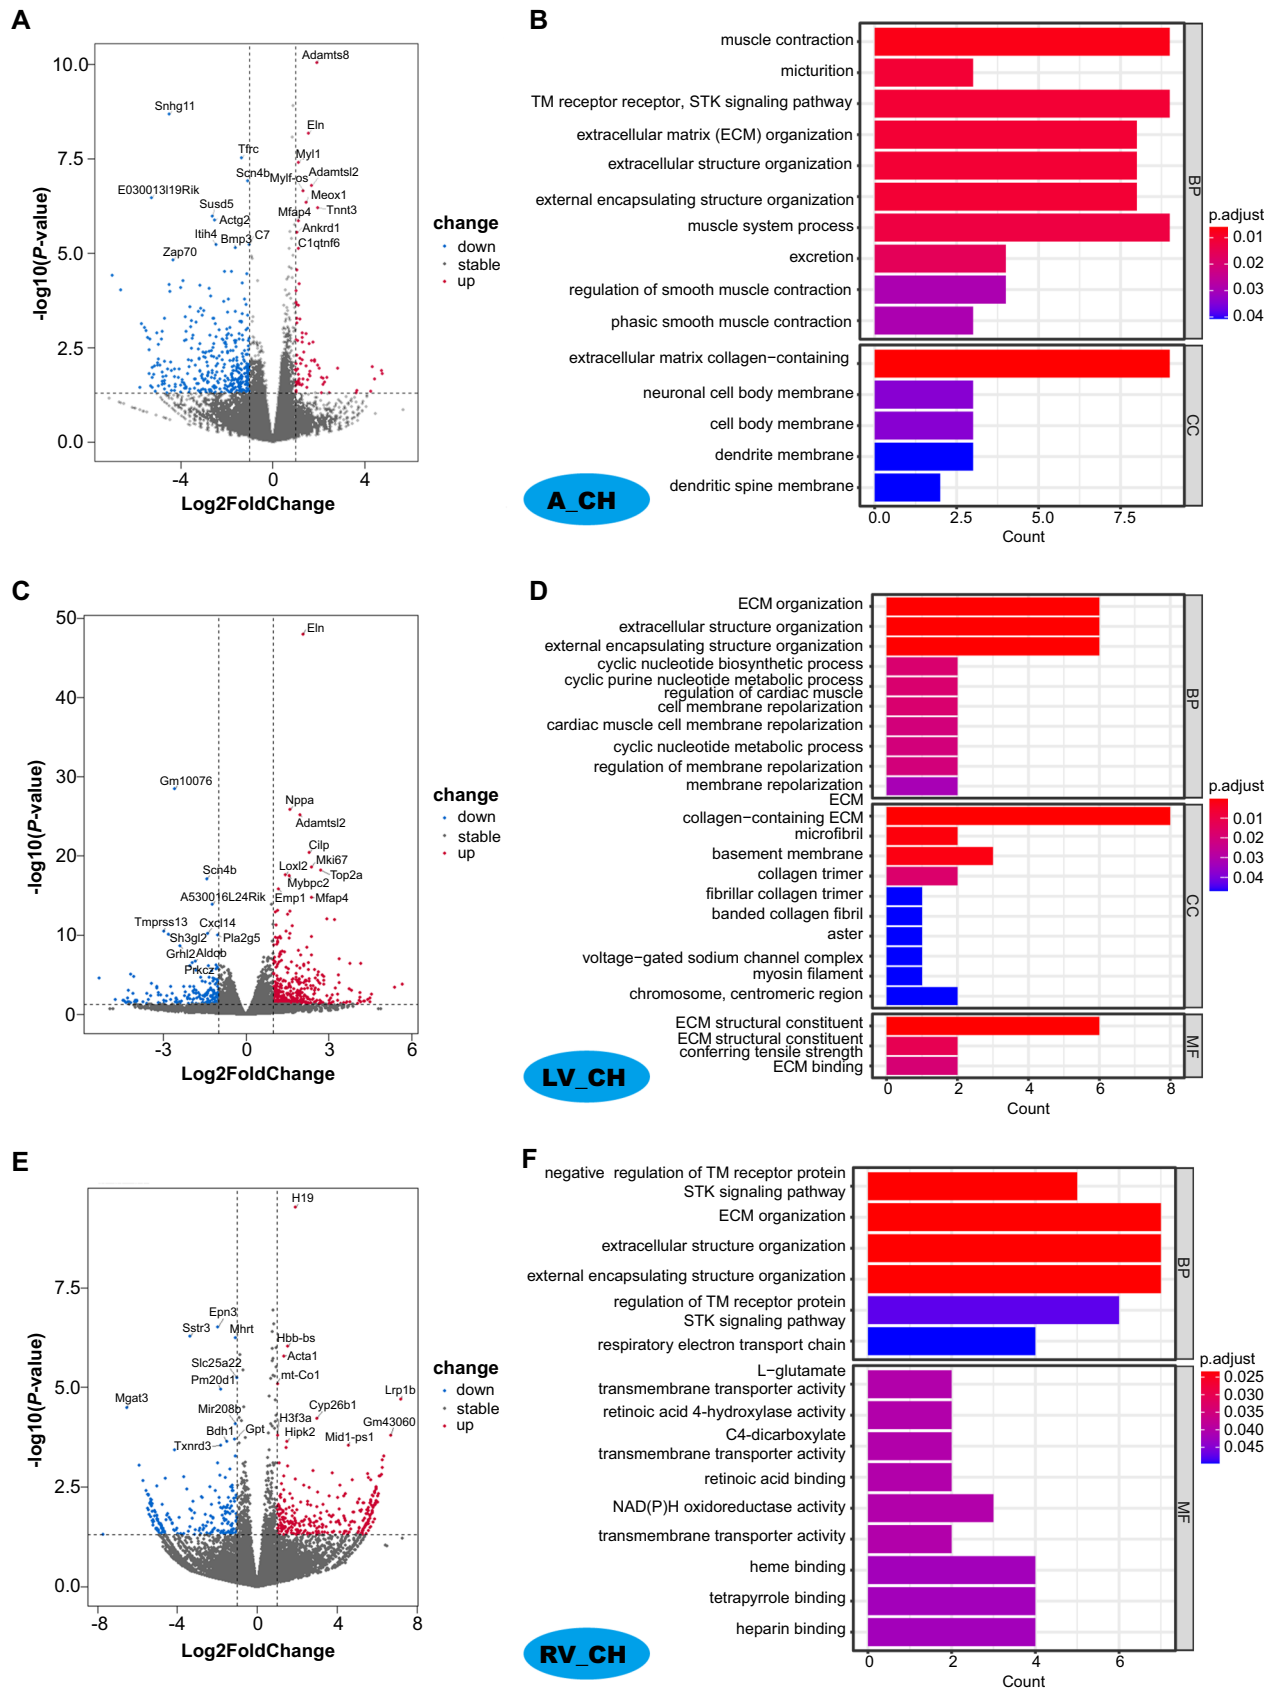 A
10.0
7.5
5.0
2.5
0.0
-log10(P-value)
-4
0
4
Log2FoldChange
Adamts8
Snhg11
Eln
Tfrc
Myl1
Scn4b
Mylf-os
Adamtsl2
E030013I19Rik
Meox1
Susd5
Mfap4
Tnnt3
Actg2
Itih4
Bmp3
C7
Ankrd1
C1qtnf6
Zap70
change
down
stable
up
B
muscle contraction
micturition
TM receptor receptor, STK signaling pathway
extracellular matrix (ECM) organization
extracellular structure organization
external encapsulating structure organization
muscle system process
excretion
regulation of smooth muscle contraction
phasic smooth muscle contraction
BP
extracellular matrix collagen−containing
neuronal cell body membrane
cell body membrane
dendrite membrane
dendritic spine membrane
CC
0.0
2.5
5.0
7.5
Count
p.adjust
0.01
0.02
0.03
0.04
A_CH
C
50
40
30
20
10
0
-log10(P-value)
-3
0
3
6
Log2FoldChange
Eln
Gm10076
Nppa
Adamtsl2
Cilp
Scn4b
Loxl2
Mki67
Top2a
Mybpc2
A530016L24Rik
Emp1
Mfap4
Tmprss13
Cxcl14
Sh3gl2
Pla2g5
Grhl2
Aldob
Prkcz
change
down
stable
up
D
ECM organization
extracellular structure organization
external encapsulating structure organization
cyclic nucleotide biosynthetic process
cyclic purine nucleotide metabolic process
regulation of cardiac muscle
cell membrane repolarization
cardiac muscle cell membrane repolarization
cyclic nucleotide metabolic process
regulation of membrane repolarization
membrane repolarization
BP
ECM
collagen−containing ECM
microfibril
basement membrane
collagen trimer
fibrillar collagen trimer
banded collagen fibril
aster
voltage−gated sodium channel complex
myosin filament
chromosome, centromeric region
CC
ECM structural constituent
ECM structural constituent
conferring tensile strength
ECM binding
MF
0
2
4
6
8
Count
p.adjust
0.01
0.02
0.03
0.04
LV_CH
E
7.5
5.0
2.5
0.0
-log10(P-value)
-8
-4
0
4
8
Log2FoldChange
H19
Epn3
Sstr3
Mhrt
Hbb-bs
Slc25a22
Acta1
Pm20d1
mt-Co1
Mgat3
Lrp1b
Mir208b
Cyp26b1
H3f3a
Gm43060
Bdh1
Gpt
Hipk2
Mid1-ps1
Txnrd3
change
down
stable
up
F
negative regulation of TM receptor protein
STK signaling pathway
ECM organization
extracellular structure organization
external encapsulating structure organization
regulation of TM receptor protein
STK signaling pathway
respiratory electron transport chain
BP
L−glutamate
transmembrane transporter activity
retinoic acid 4−hydroxylase activity
C4−dicarboxylate
transmembrane transporter activity
retinoic acid binding
NAD(P)H oxidoreductase activity
transmembrane transporter activity
heme binding
tetrapyrrole binding
heparin binding
MF
0
2
4
6
Count
p.adjust
0.025
0.030
0.035
0.040
0.045
RV_CH